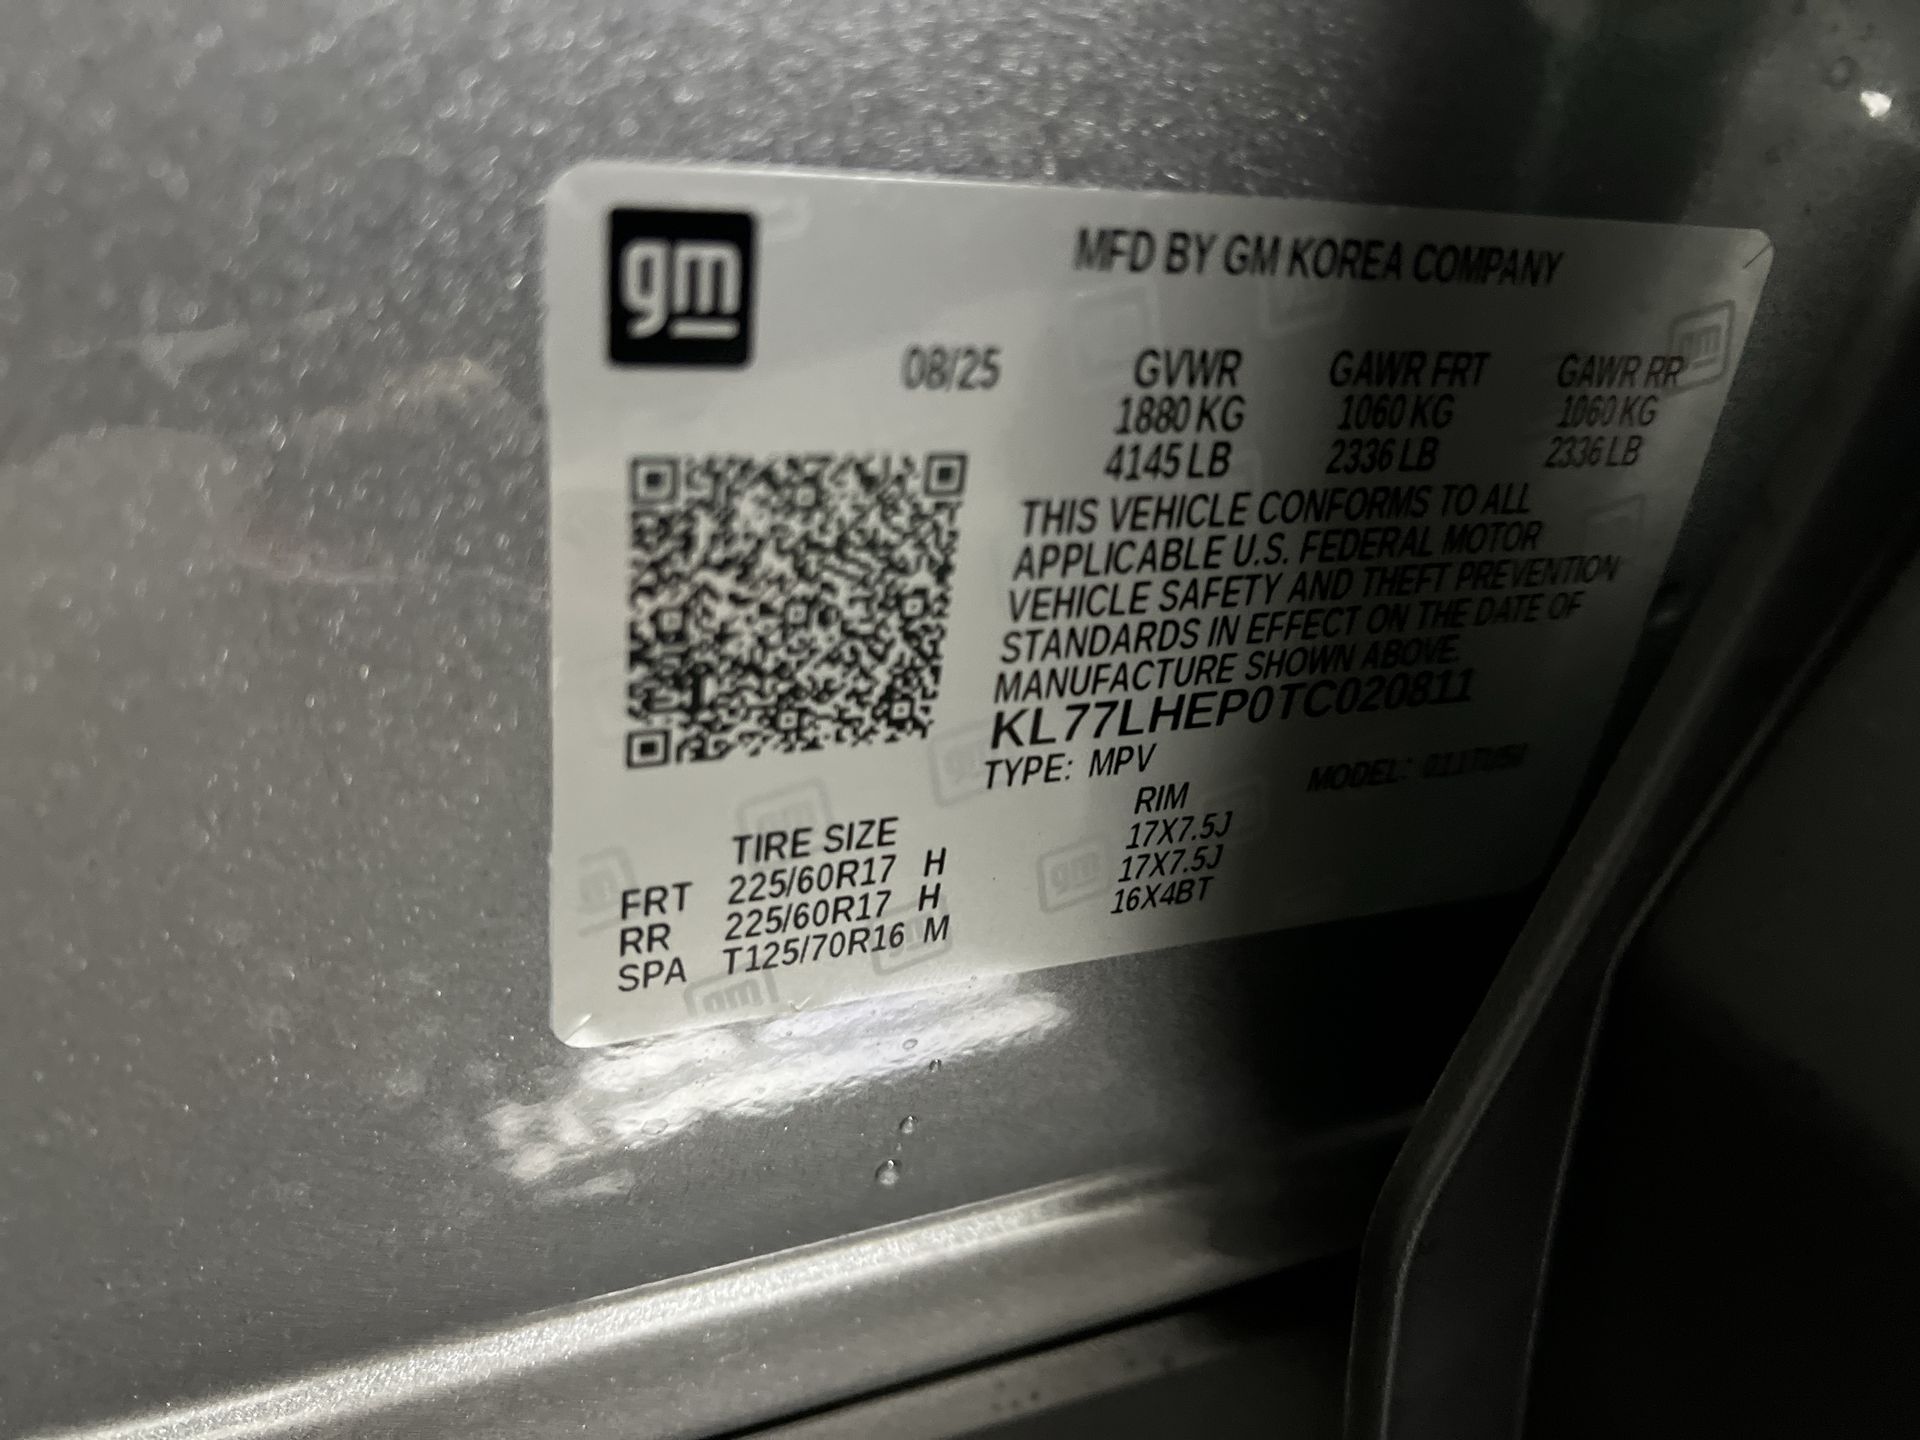 gm
MFD BY GM KOREA COMPANY
08/25 GVWR GAWR FRT GAWR RR
1880 KG 1060 KG 1060 KG
4145 LB 2336 LB 2336 LB
THIS VEHICLE CONFORMS TO ALL
APPLICABLE U.S. FEDERAL MOTOR
VEHICLE SAFETY AND THEFT PREVENTION
STANDARDS IN EFFECT ON THE DATE OF
MANUFACTURE SHOWN ABOVE.
KL77LHEP0TC020811
TYPE: MPV MODEL:
TIRE SIZE RIM
FRT 225/60R17 H 17X7.5J
RR 225/60R17 H 17X7.5J
SPA T125/70R16 M 16X4BT